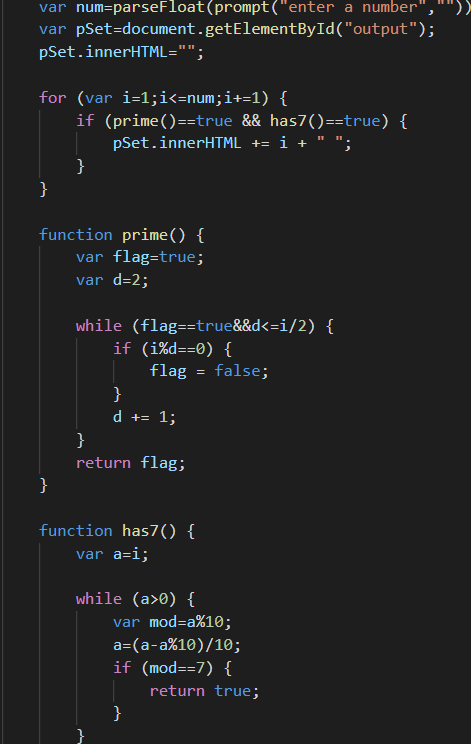 var num=parseFloat(prompt("enter a number",""))
var pSet=document.getElementById("output");
pSet.innerHTML="";
for (var i=1;i<=num;i+=1) {
if (prime()==true && has7()==true) {
pSet.innerHTML += i + " ";
}
}
function prime() {
var flag=true;
var d=2;
while (flag==true&&d<=i/2) {
if (i%d==0) {
flag = false;
}
d += 1;
}
return flag;
}
function has7() {
var a=i;
while (a>0) {
var mod=a%10;
a=(a-a%10)/10;
if (mod==7) {
return true;
}
}